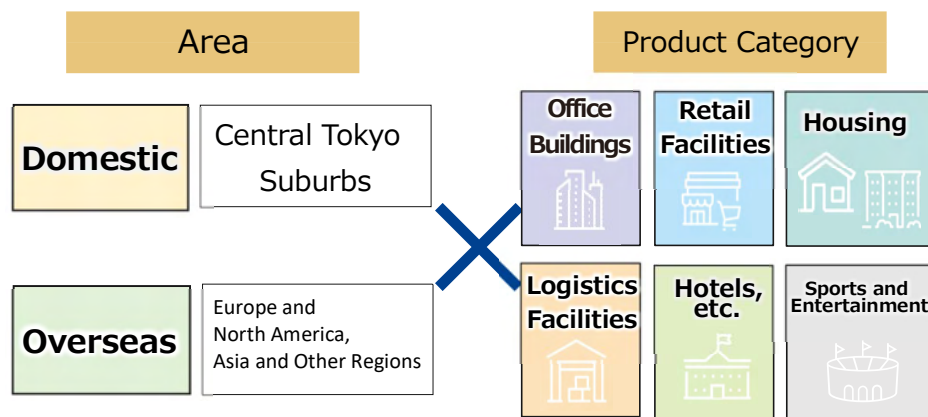 Area
Product Category
Domestic
Central Tokyo
Suburbs
Overseas
Europe and
North America,
Asia and Other Regions
Office
Buildings
Retail
Facilities
Housing
Logistics
Facilities
Hotels,
etc.
Sports and
Entertainment